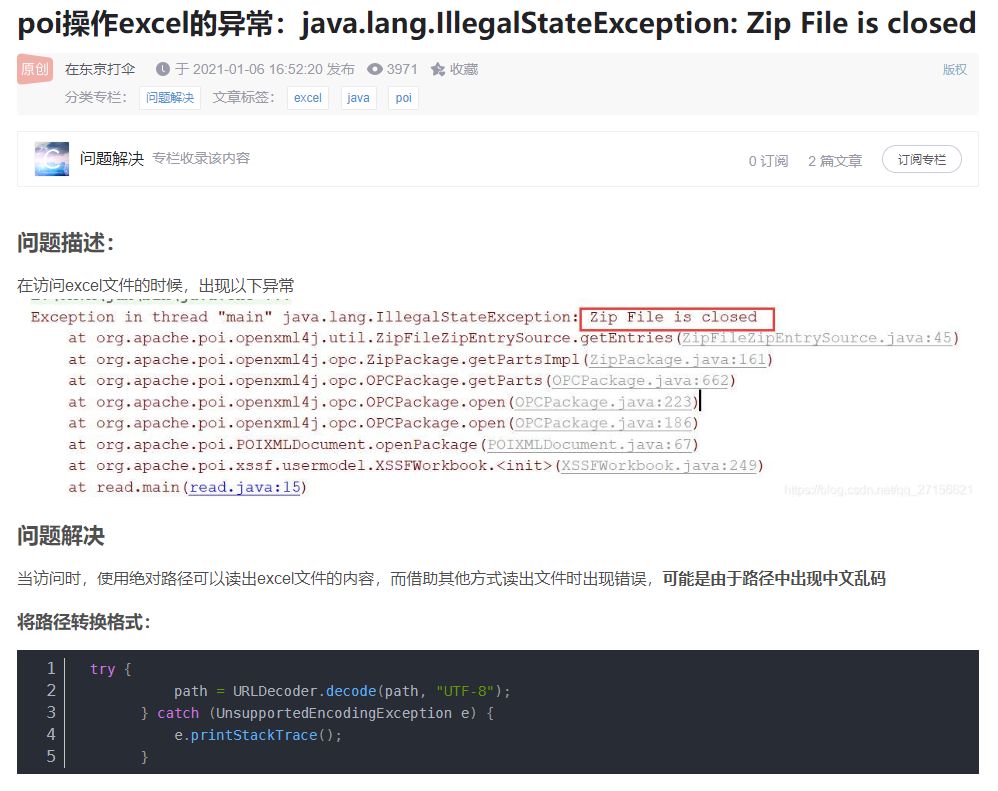 poi操作excel的异常：java.lang.IllegalStateException: Zip File is closed
原创 在东京打伞 于 2021-01-06 16:52:20 发布 3971 收藏 版权
分类专栏： 问题解决 文章标签： excel java poi
问题解决 专栏收录该内容 0 订阅 2 篇文章 订阅专栏
问题描述：
在访问excel文件的时候，出现以下异常
Exception in thread "main" java.lang.IllegalStateException: Zip File is closed
at org.apache.poi.openxml4j.util.ZipFileZipEntrySource.getEntries(ZipFileZipEntrySource.java:45)
at org.apache.poi.openxml4j.opc.ZipPackage.getPartsImpl(ZipPackage.java:161)
at org.apache.poi.openxml4j.opc.OPCPackage.getParts(OPCPackage.java:662)
at org.apache.poi.openxml4j.opc.OPCPackage.open(OPCPackage.java:223)
at org.apache.poi.openxml4j.opc.OPCPackage.open(OPCPackage.java:186)
at org.apache.poi.POIXMLDocument.openPackage(POIXMLDocument.java:67)
at org.apache.poi.xssf.usermodel.XSSFWorkbook.<init>(XSSFWorkbook.java:249)
at read.main(read.java:15)
https://blog.csdn.net/qq_27156621
问题解决
当访问时，使用绝对路径可以读出excel文件的内容，而借助其他方式读出文件时出现错误，可能是由于路径中出现中文乱码
将路径转换格式：
1 try {
2 path = URLDecoder.decode(path, "UTF-8");
3 } catch (UnsupportedEncodingException e) {
4 e.printStackTrace();
5 }